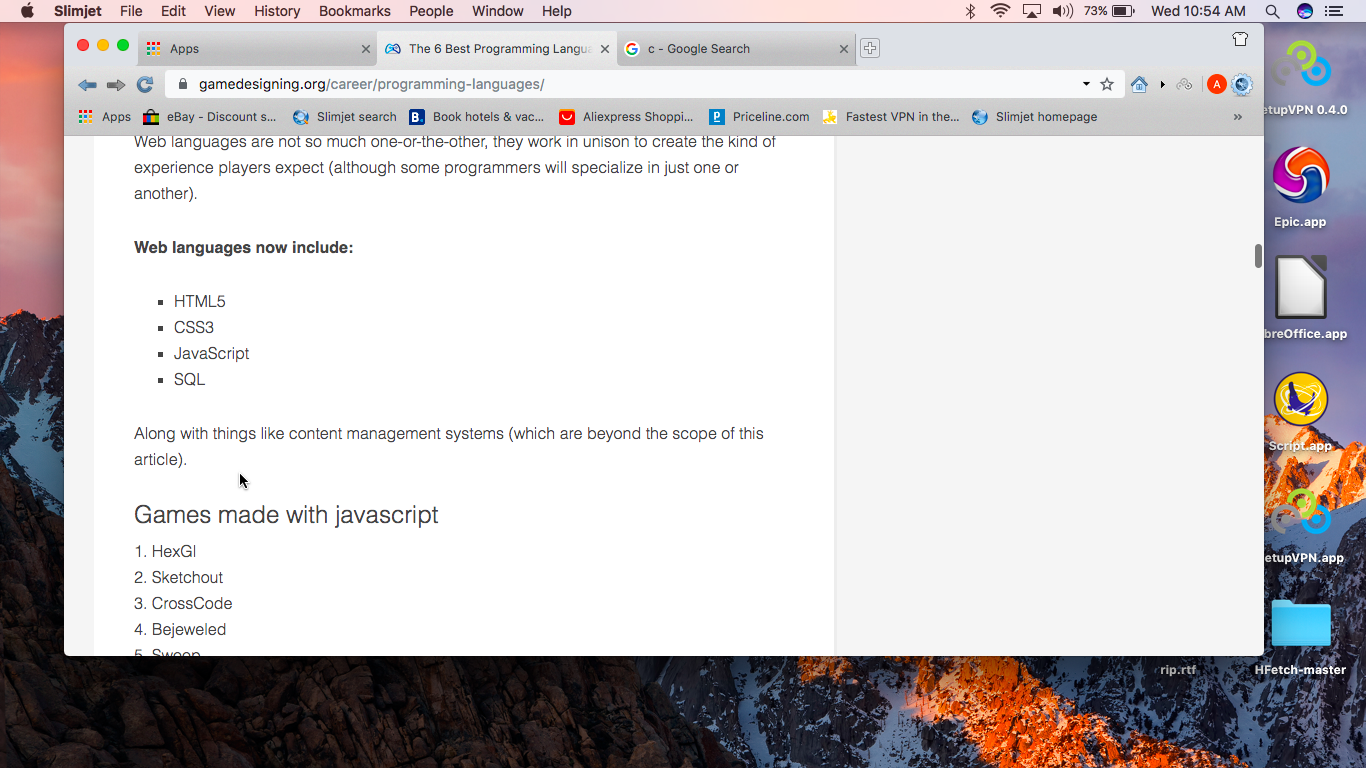 Slimjet File Edit View History Bookmarks People Window Help 73% Wed 10:54 AM
Apps The 6 Best Programming Langua c - Google Search
gamedesigning.org/career/programming-languages/ A
Apps eBay - Discount s... Slimjet search B. Book hotels & vac... Aliexpress Shoppi... Priceline.com Fastest VPN in the... Slimjet homepage »
Web languages are not so much one-or-the-other, they work in unison to create the kind of
experience players expect (although some programmers will specialize in just one or
another).
Web languages now include:
HTML5
CSS3
JavaScript
SQL
Along with things like content management systems (which are beyond the scope of this
article).
Games made with javascript
1. HexGl
2. Sketchout
3. CrossCode
4. Bejeweled
5. Swoop
etupVPN 0.4.0
Epic.app
breOffice.app
Script.app
etupVPN.app
rip.rtf
HFetch-master